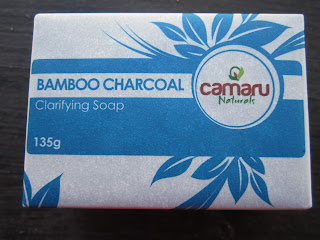 BAMBOO CHARCOAL
Clarifying Soap
135g
camaru
Naturals